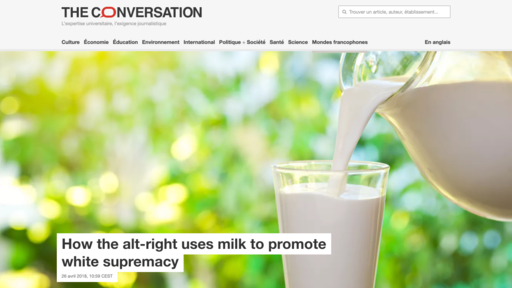 THE CONVERSATION
L'expertise universitaire, l'exigence journalistique
Trouver un article, auteur, établissement...
Culture Économie Éducation Environnement International Politique – Société Santé Science Mondes francophones En anglais
How the alt-right uses milk to promote
white supremacy
26 avril 2018, 10:09 CEST